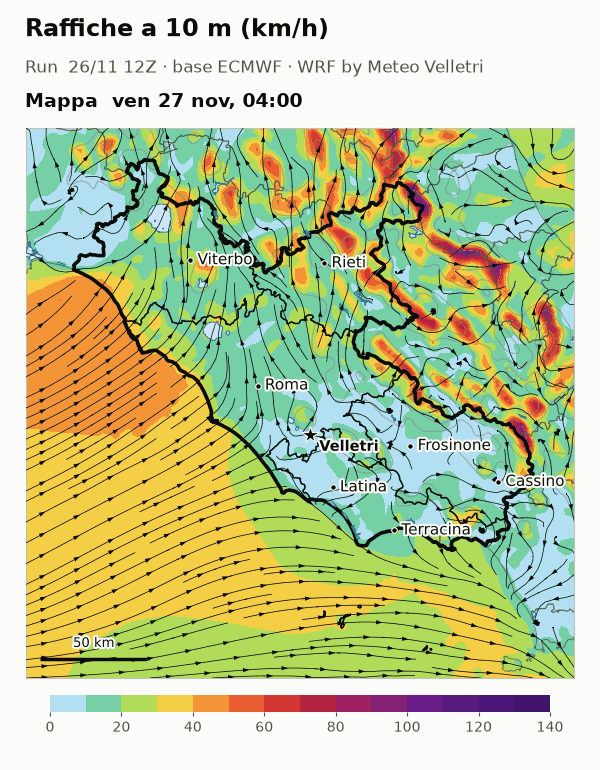 Raffiche a 10 m (km/h)
Run  26/11 12Z · base ECMWF · WRF by Meteo Velletri
Mappa  ven 27 nov, 04:00
Viterbo
Rieti
Roma
Velletri
Frosinone
Latina
Cassino
Terracina
50 km
0 20 40 60 80 100 120 140